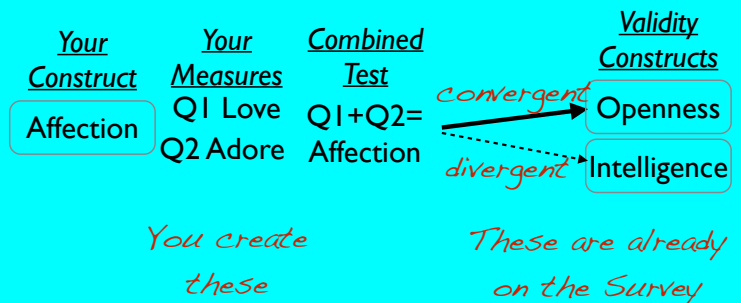 Your
Construct
Affection
Your
Measures
Q1 Love
Q2 Adore
Combined
Test
Q1+Q2=
Affection
convergent
divergent
Validity
Constructs
Openness
Intelligence
You create
these
These are already
on the Survey